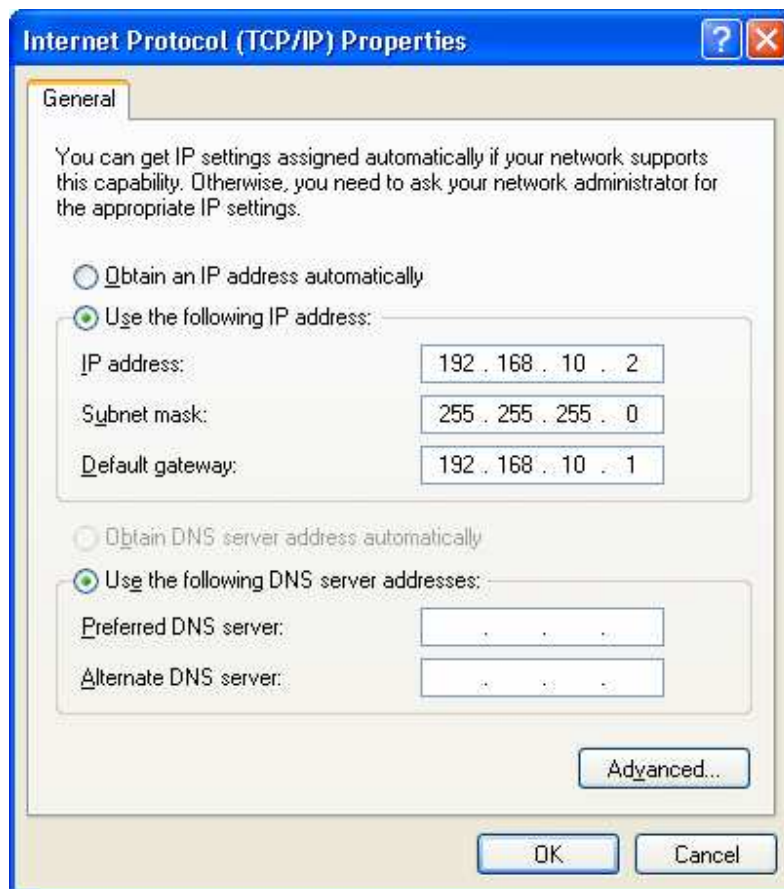 Internet Protocol (TCP/IP) Properties
General
You can get IP settings assigned automatically if your network supports
this capability. Otherwise, you need to ask your network administrator for
the appropriate IP settings.
Obtain an IP address automatically
Use the following IP address:
IP address: 192 . 168 . 10 . 2
Subnet mask: 255 . 255 . 255 . 0
Default gateway: 192 . 168 . 10 . 1
Obtain DNS server address automatically
Use the following DNS server addresses:
Preferred DNS server: . . .
Alternate DNS server: . . .
Advanced...
OK Cancel